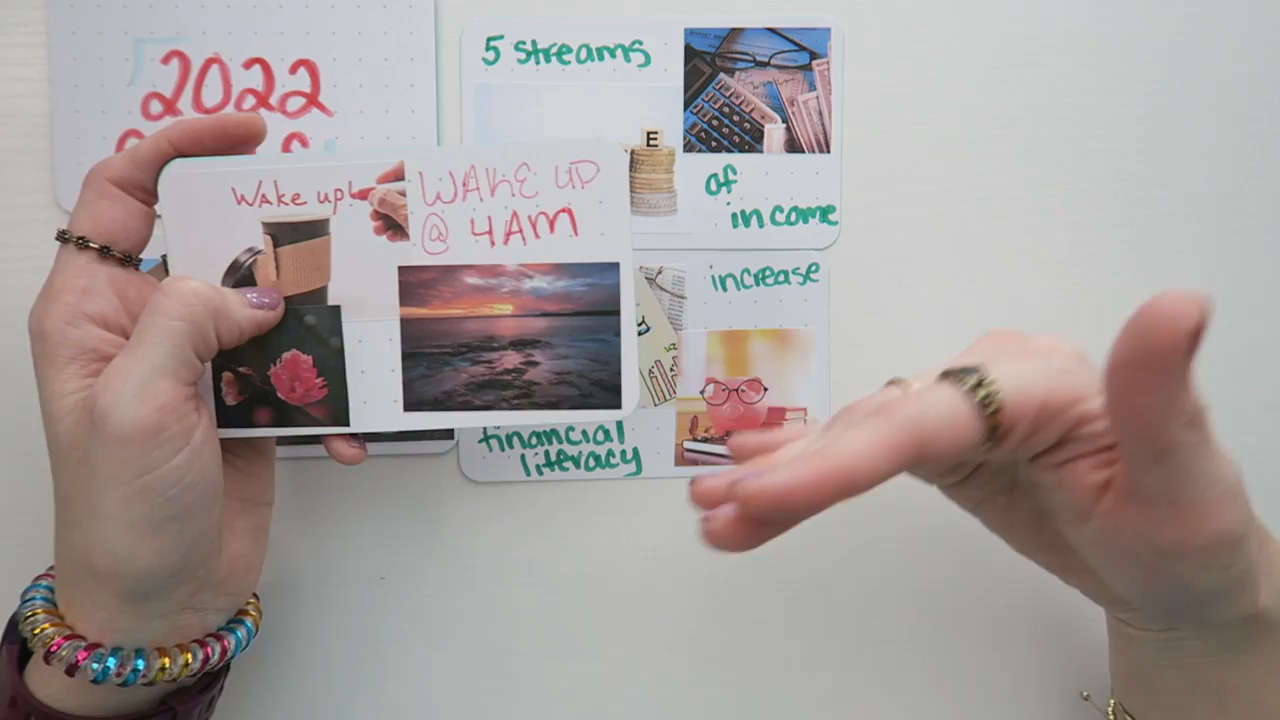 2022
5 streams
E
of
income
Wake up!
WAKE UP
@ 4AM
increase
financial
literacy